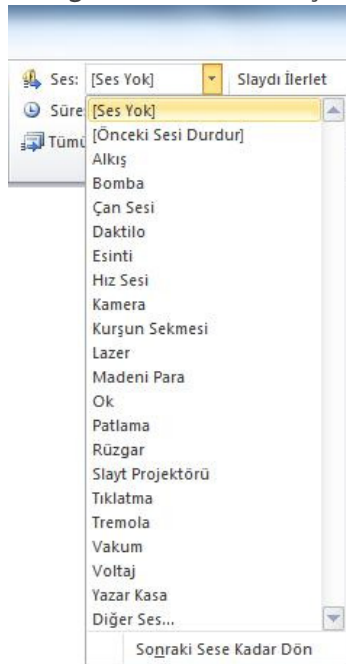 Ses: [Ses Yok] Slaydı İlerlet
Süre
Tümü
[Ses Yok]
[Önceki Sesi Durdur]
Alkış
Bomba
Çan Sesi
Daktilo
Esinti
Hız Sesi
Kamera
Kurşun Sekmesi
Lazer
Madeni Para
Ok
Patlama
Rüzgar
Slayt Projektörü
Tıklatma
Tremola
Vakum
Voltaj
Yazar Kasa
Diğer Ses...
Sonraki Sese Kadar Dön